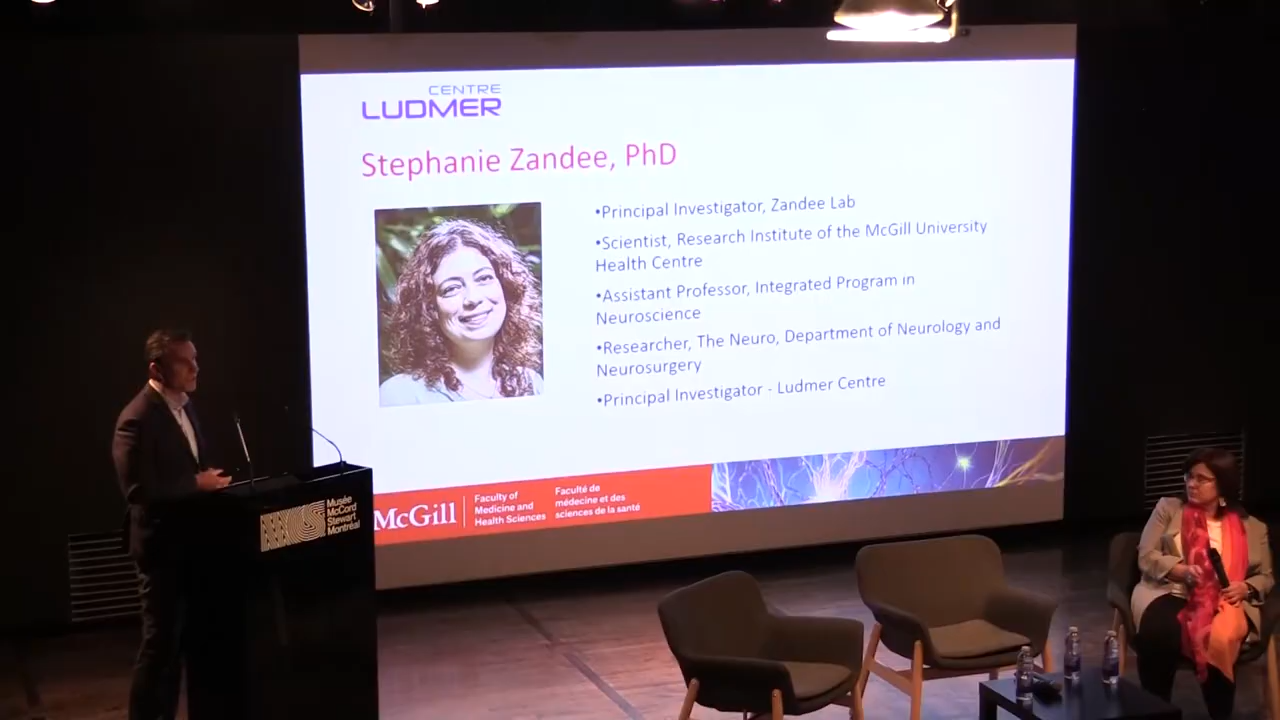 CENTRE
LUDMER
Stephanie Zandee, PhD
•Principal Investigator, Zandee Lab
•Scientist, Research Institute of the McGill University
Health Centre
•Assistant Professor, Integrated Program in
Neuroscience
•Researcher, The Neuro, Department of Neurology and
Neurosurgery
•Principal Investigator - Ludmer Centre
McGill
Faculty of
Medicine and
Health Sciences
Faculté de
médecine et des
sciences de la santé
Musée
McCord
Stewart
Montréal